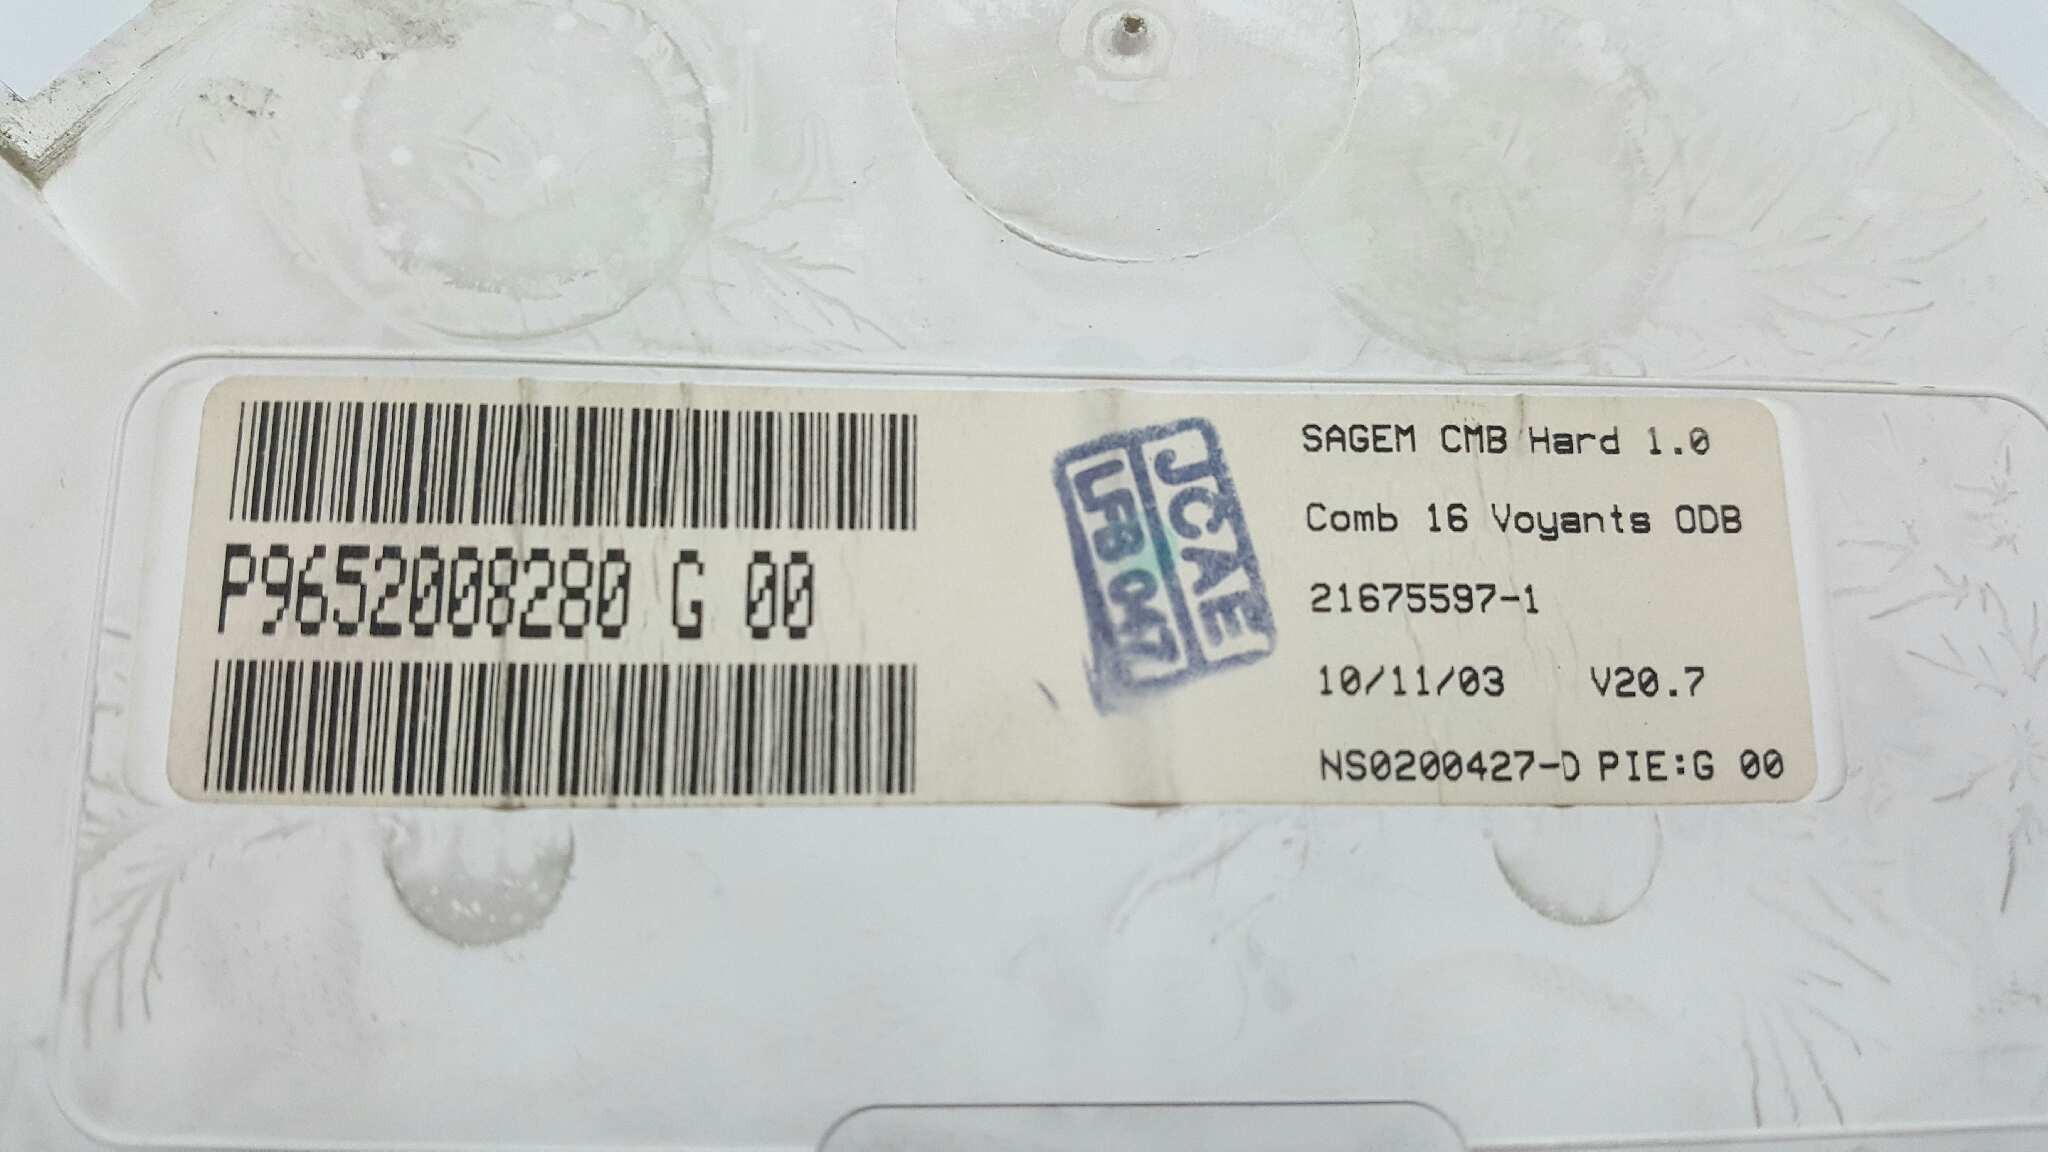 P9652008280 G 00
JCAE
UFB 047
SAGEM CMB Hard 1.0
Comb 16 Voyants ODB
21675597-1
10/11/03 V20.7
NS0200427-D PIE:G 00